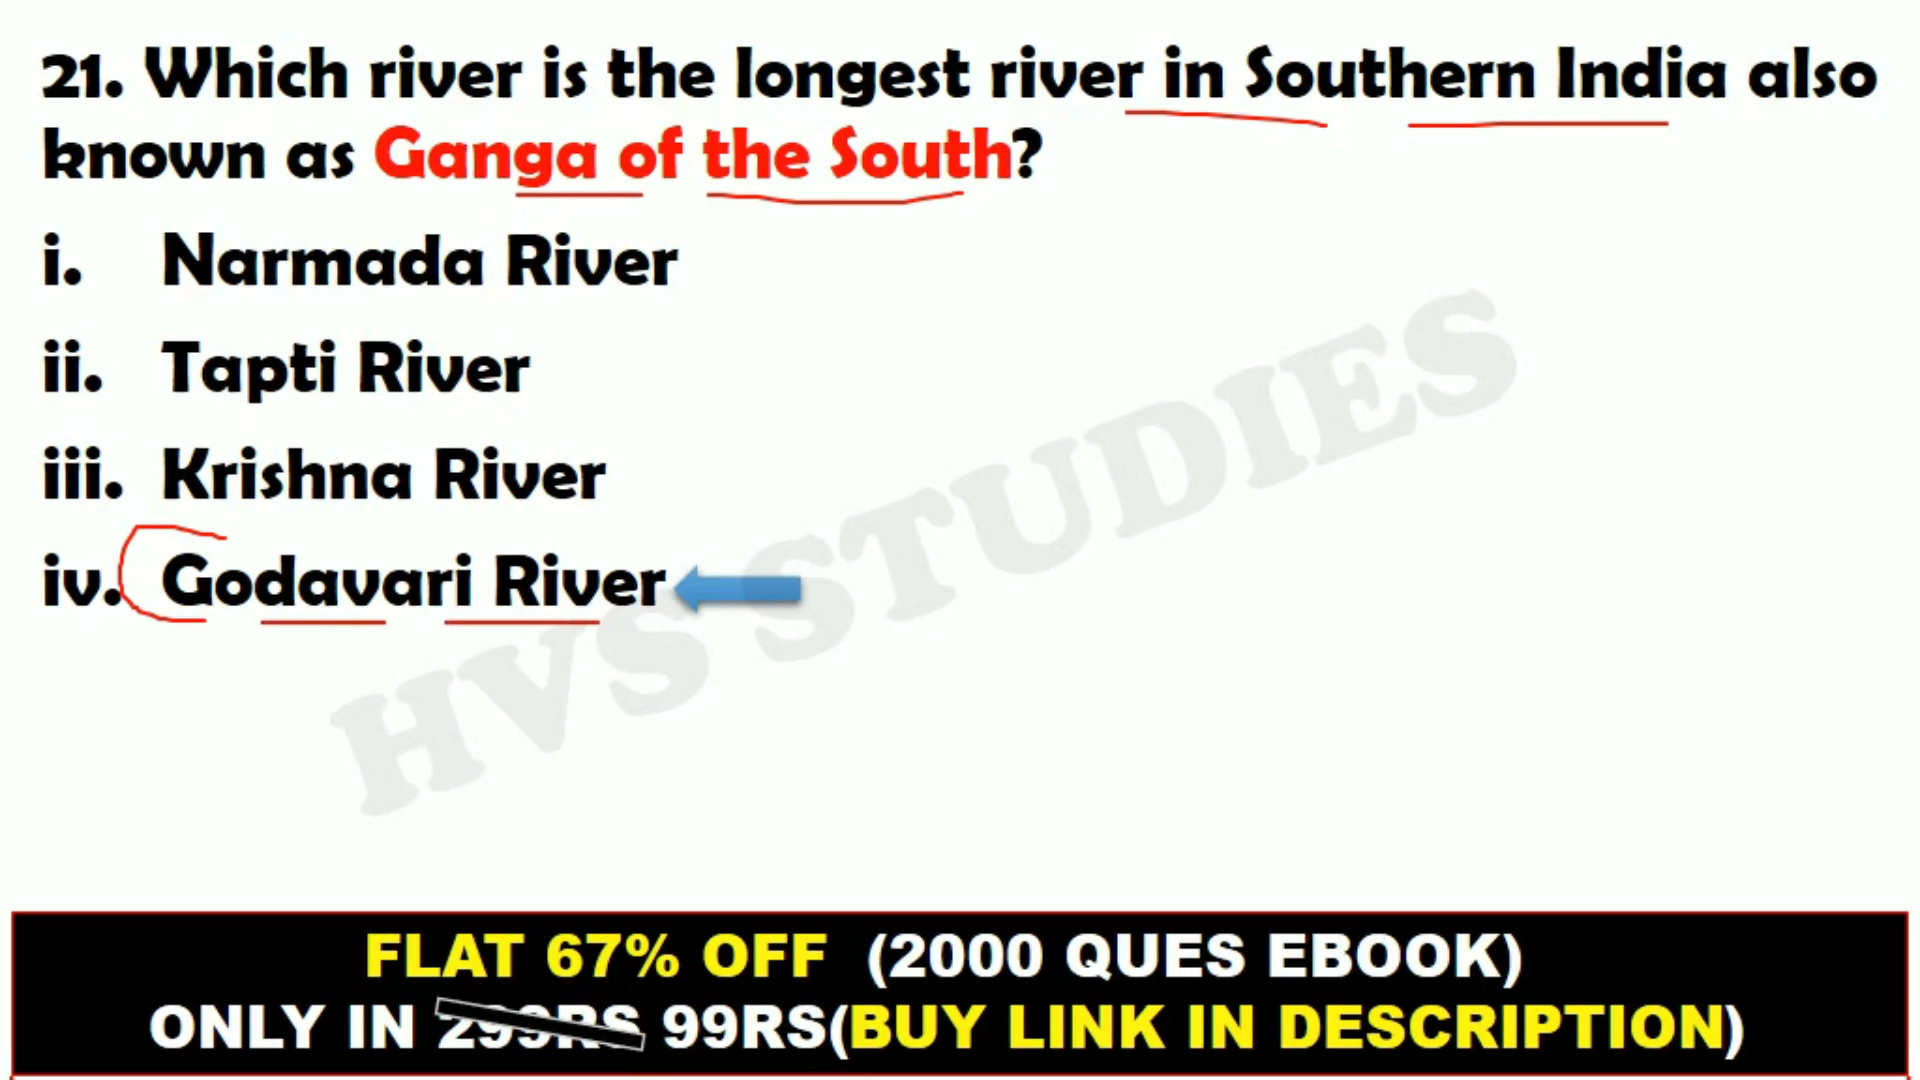 21. Which river is the longest river in Southern India also
known as Ganga of the South?
i. Narmada River
ii. Tapti River
iii. Krishna River
iv. Godavari River
HVS STUDIES
FLAT 67% OFF (2000 QUES EBOOK)
ONLY IN 299RS 99RS(BUY LINK IN DESCRIPTION)